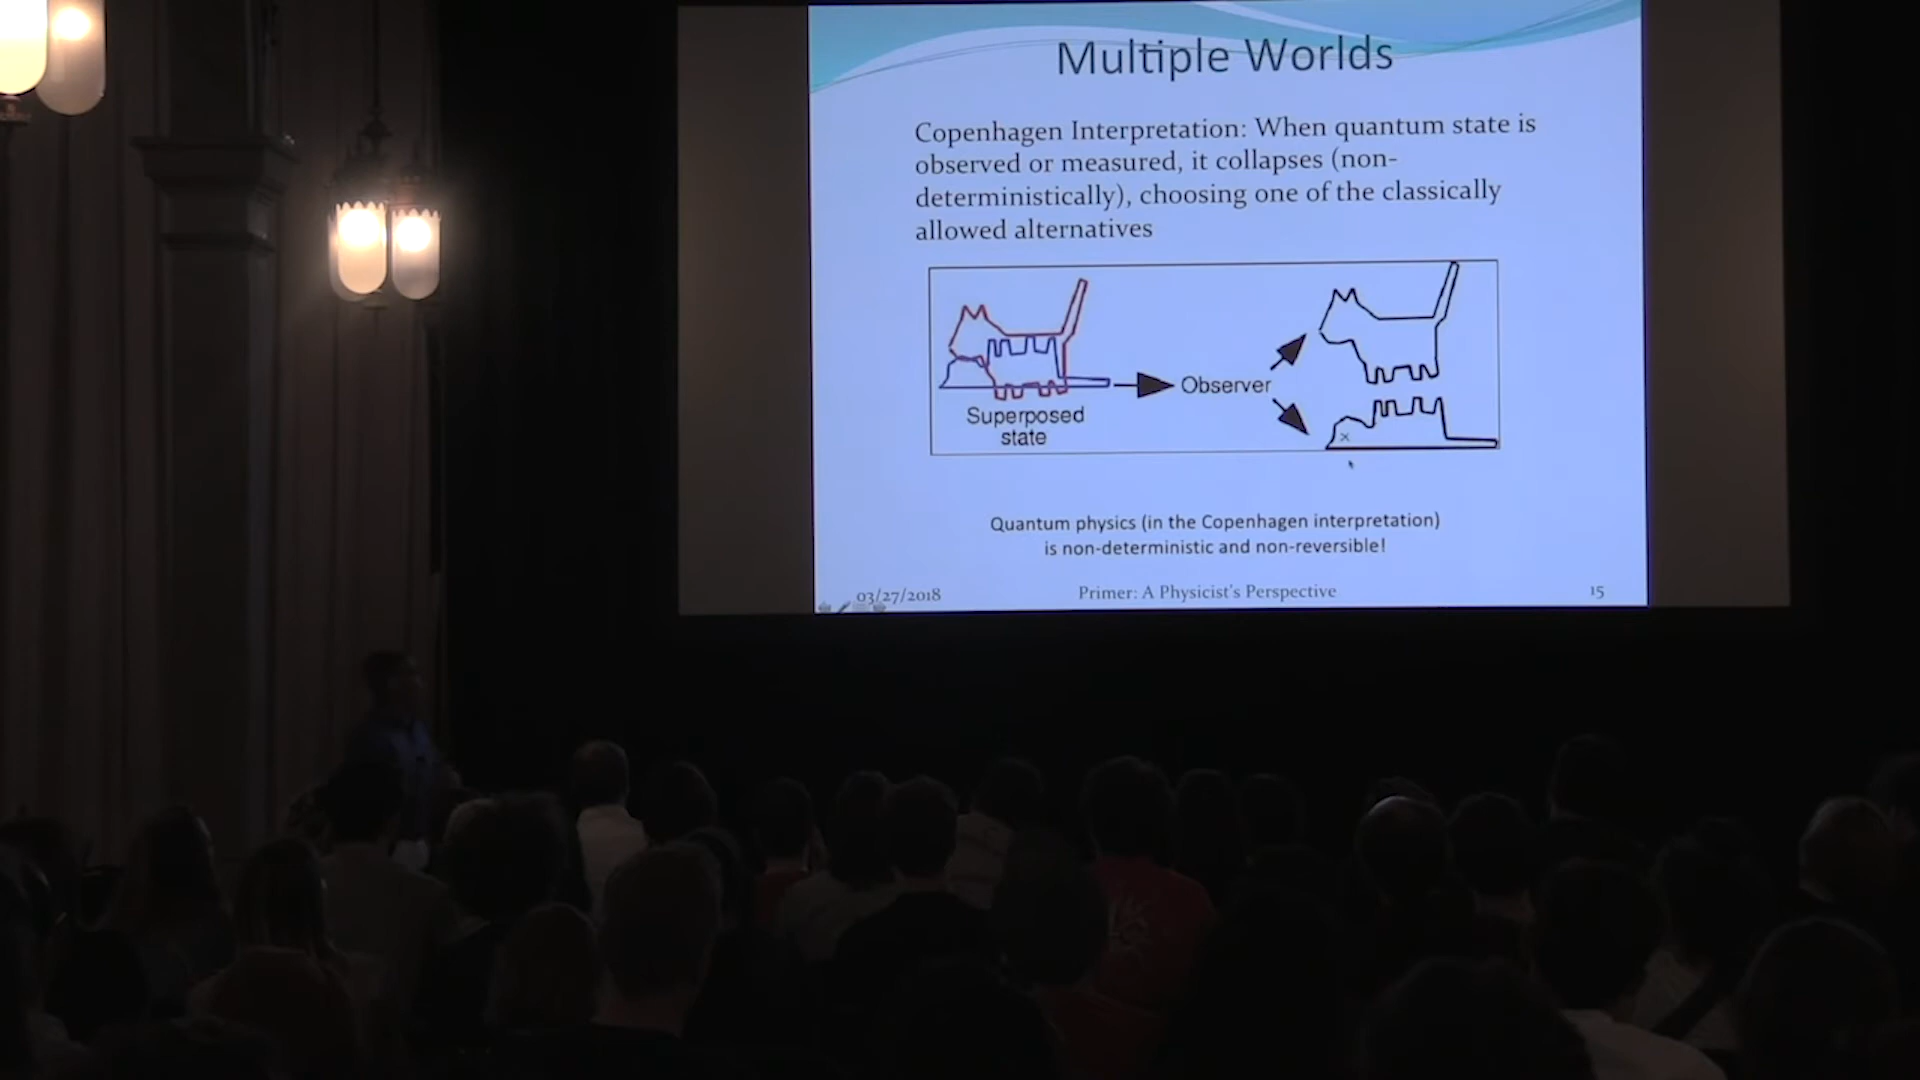 Multiple Worlds
Copenhagen Interpretation: When quantum state is
observed or measured, it collapses (non-
deterministically), choosing one of the classically
allowed alternatives
Superposed
state
Observer
x
Quantum physics (in the Copenhagen interpretation)
is non-deterministic and non-reversible!
03/27/2018
Primer: A Physicist's Perspective
15